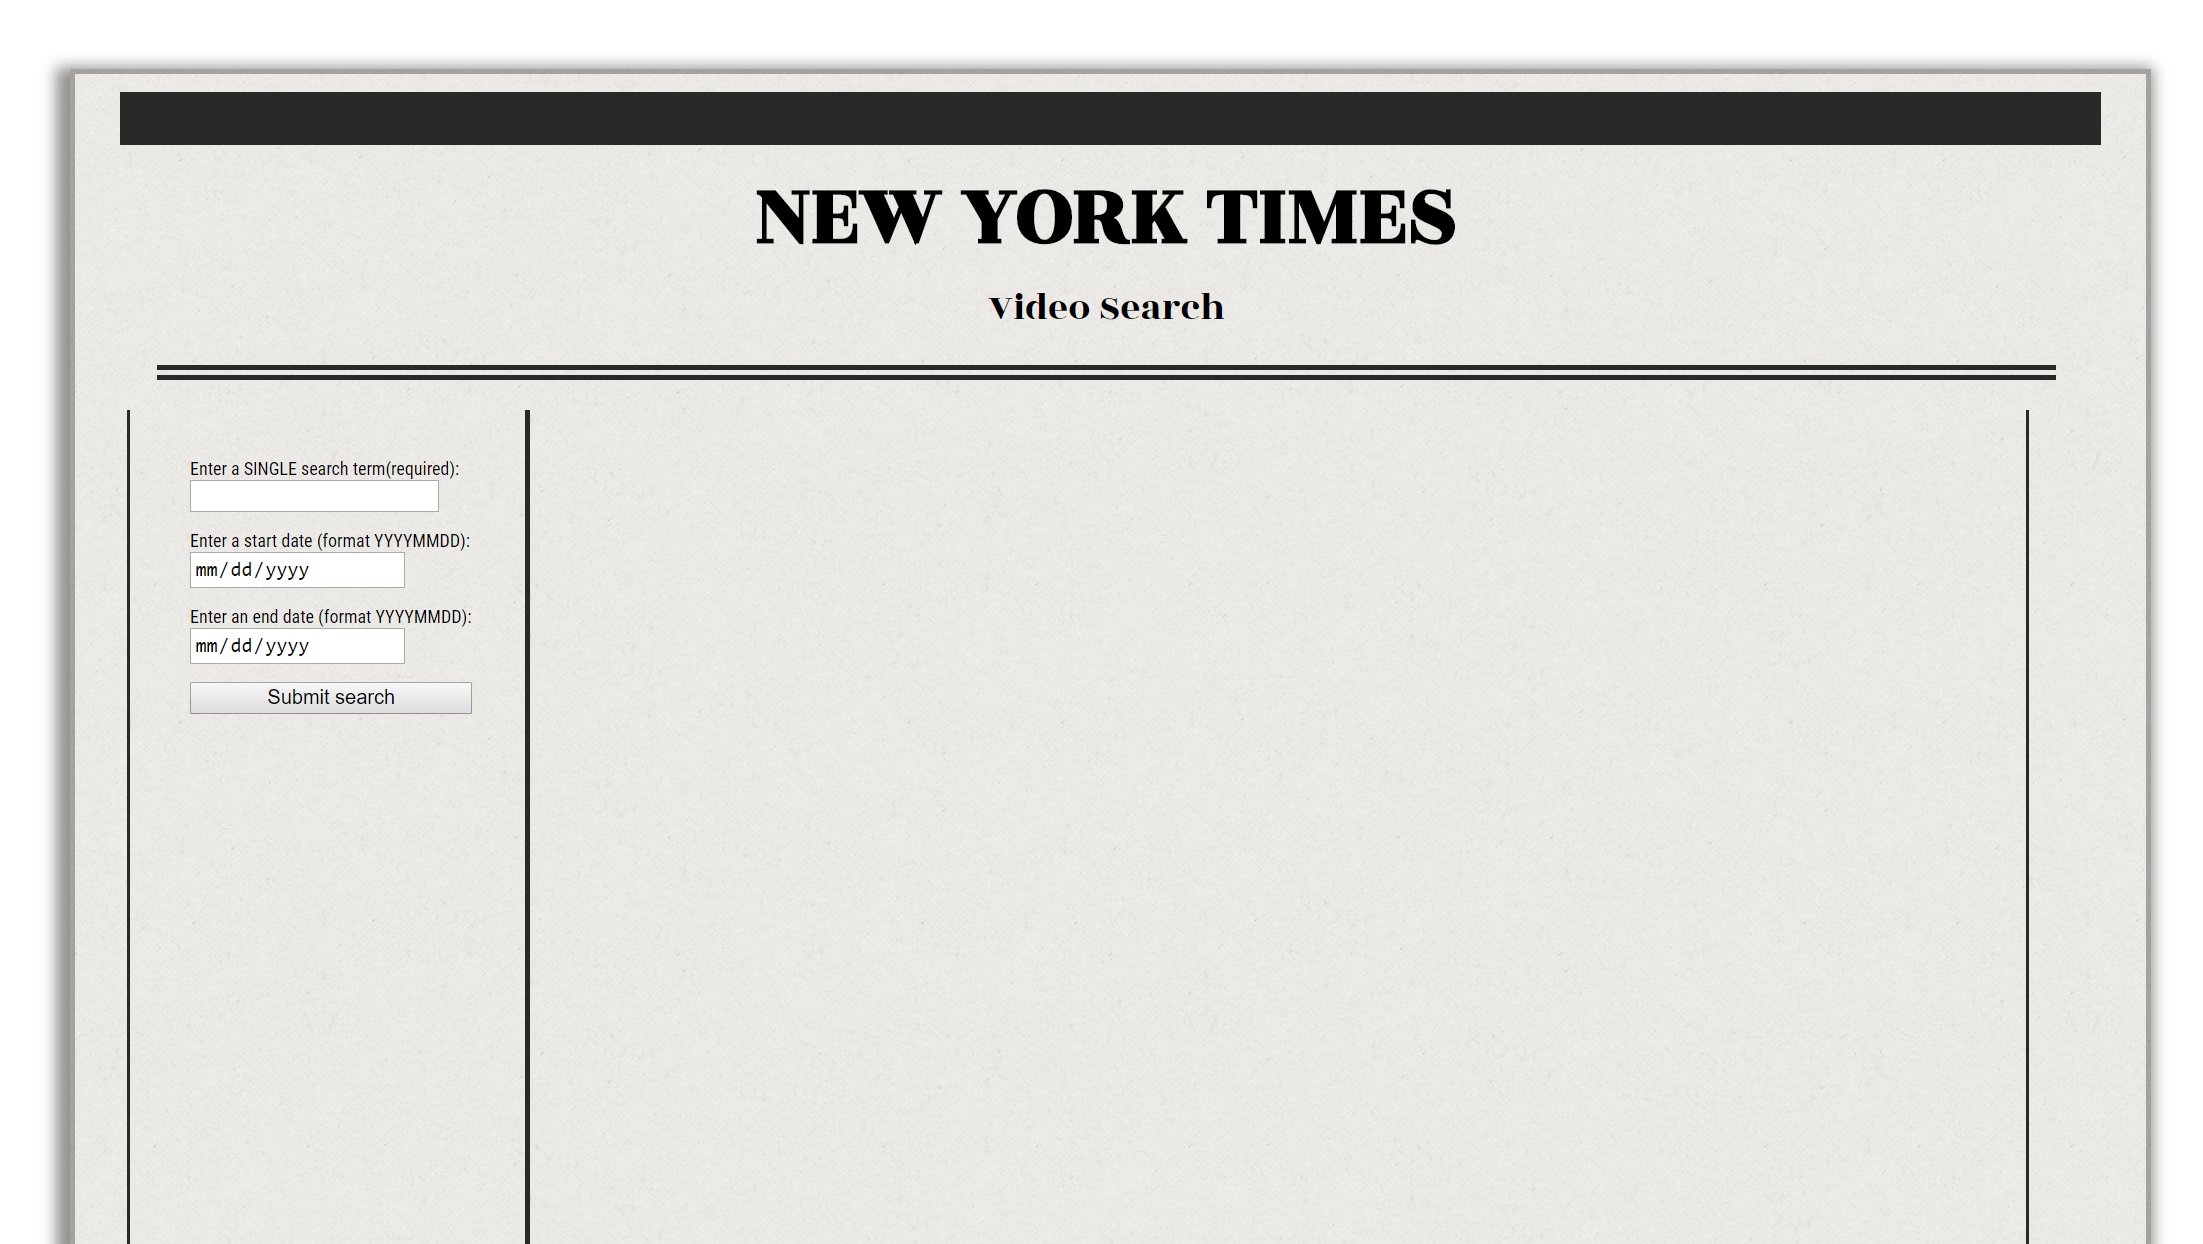 NEW YORK TIMES
Video Search
Enter a SINGLE search term(required):
Enter a start date (format YYYYMMDD):
mm/dd/yyyy
Enter an end date (format YYYYMMDD):
mm/dd/yyyy
Submit search